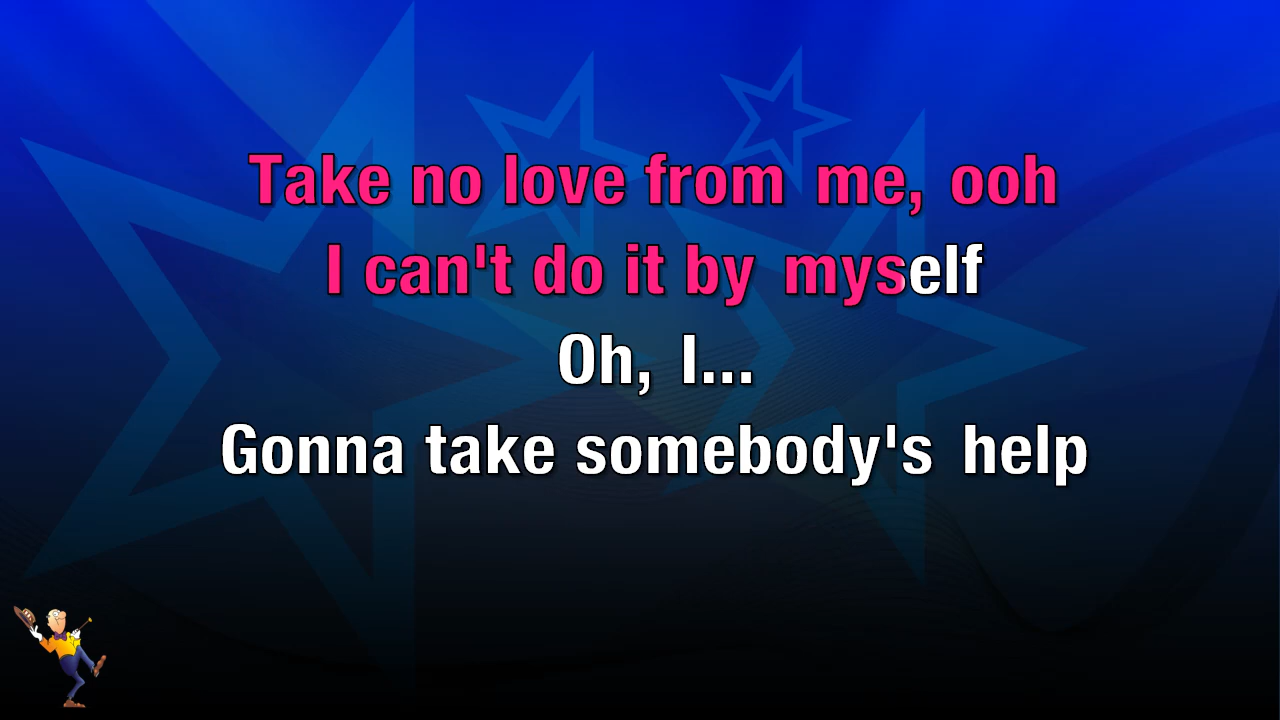 Take no love from me, ooh
I can't do it by myself
Oh, I...
Gonna take somebody's help